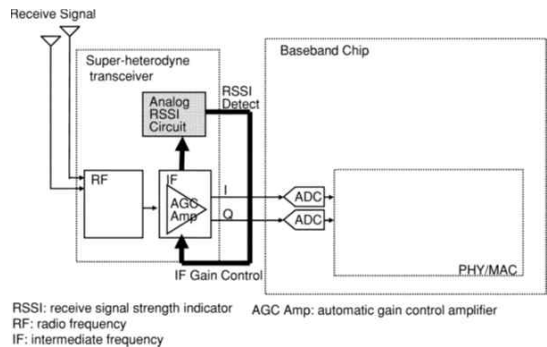 Receive Signal
Super-heterodyne
transceiver
Baseband Chip
Analog
RSSI
Circuit
RSSI
Detect
RF
IF
AGC
Amp
I
Q
ADC
ADC
IF Gain Control
PHY/MAC
RSSI: receive signal strength indicator
AGC Amp: automatic gain control amplifier
RF: radio frequency
IF: intermediate frequency